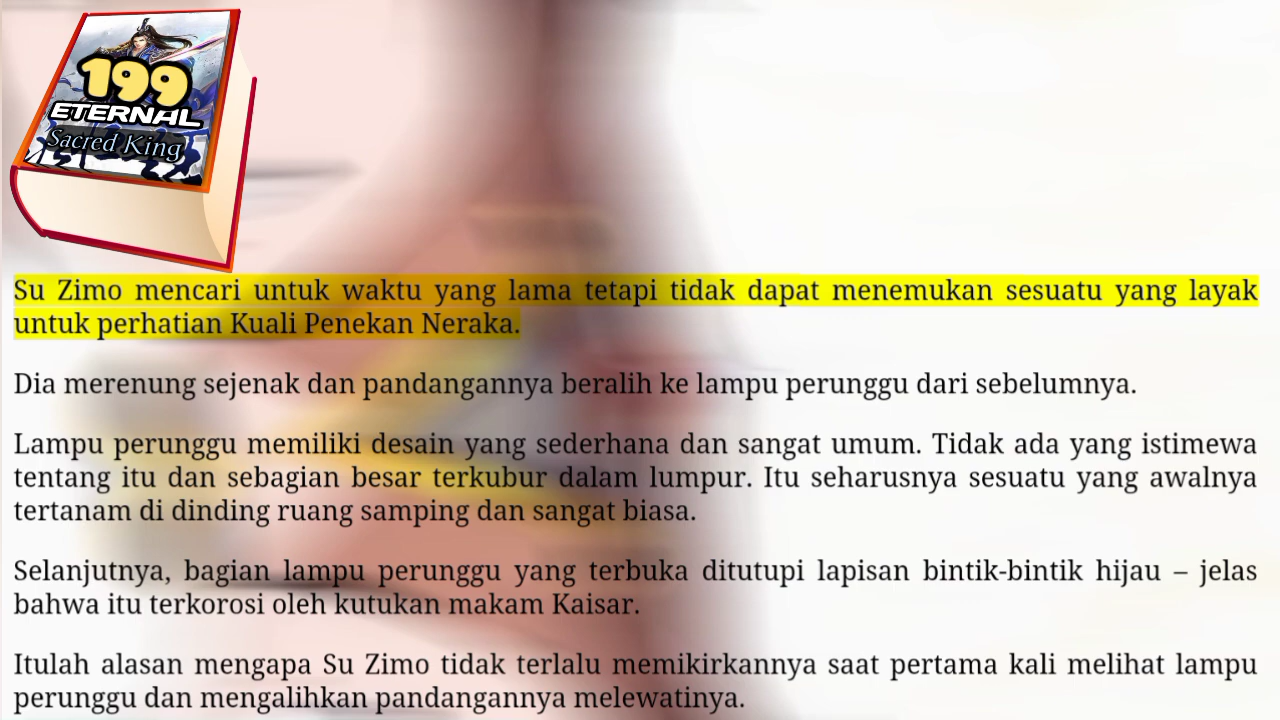 199
ETERNAL
Sacred King
Su Zimo mencari untuk waktu yang lama tetapi tidak dapat menemukan sesuatu yang layak
untuk perhatian Kuali Penekan Neraka.
Dia merenung sejenak dan pandangannya beralih ke lampu perunggu dari sebelumnya.
Lampu perunggu memiliki desain yang sederhana dan sangat umum. Tidak ada yang istimewa
tentang itu dan sebagian besar terkubur dalam lumpur. Itu seharusnya sesuatu yang awalnya
tertanam di dinding ruang samping dan sangat biasa.
Selanjutnya, bagian lampu perunggu yang terbuka ditutupi lapisan bintik-bintik hijau – jelas
bahwa itu terkorosi oleh kutukan makam Kaisar.
Itulah alasan mengapa Su Zimo tidak terlalu memikirkannya saat pertama kali melihat lampu
perunggu dan mengalihkan pandangannya melewatinya.